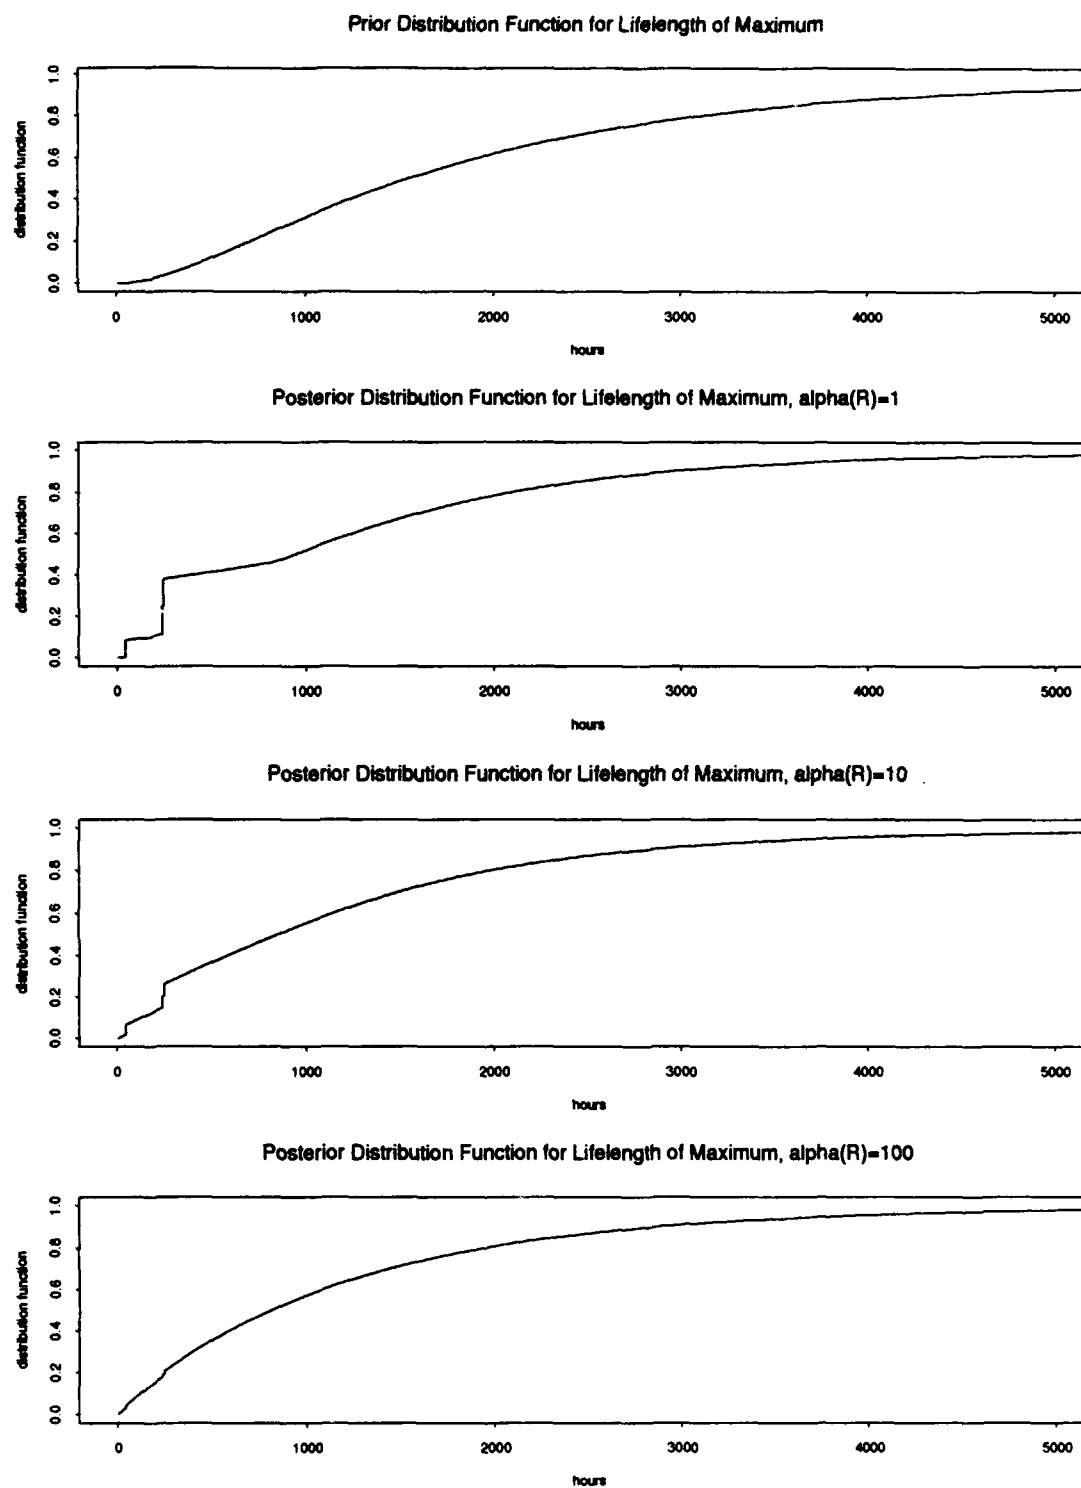 Prior Distribution Function for Lifelength of Maximum
distribution function
1.0
0.8
0.6
0.4
0.2
0.0
0 1000 2000 3000 4000 5000
hours
Posterior Distribution Function for Lifelength of Maximum, alpha(R)=1
distribution function
1.0
0.8
0.6
0.4
0.2
0.0
0 1000 2000 3000 4000 5000
hours
Posterior Distribution Function for Lifelength of Maximum, alpha(R)=10
distribution function
1.0
0.8
0.6
0.4
0.2
0.0
0 1000 2000 3000 4000 5000
hours
Posterior Distribution Function for Lifelength of Maximum, alpha(R)=100
distribution function
1.0
0.8
0.6
0.4
0.2
0.0
0 1000 2000 3000 4000 5000
hours